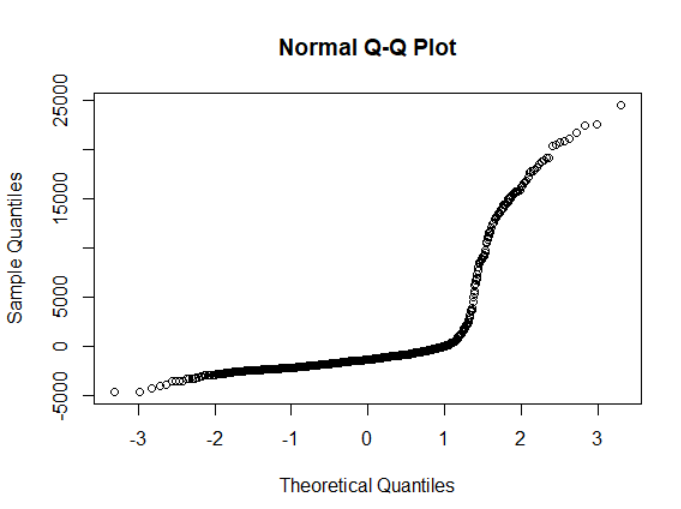 Normal Q-Q Plot
25000
15000
5000
0
-5000
Sample Quantiles
-3 -2 -1 0 1 2 3
Theoretical Quantiles